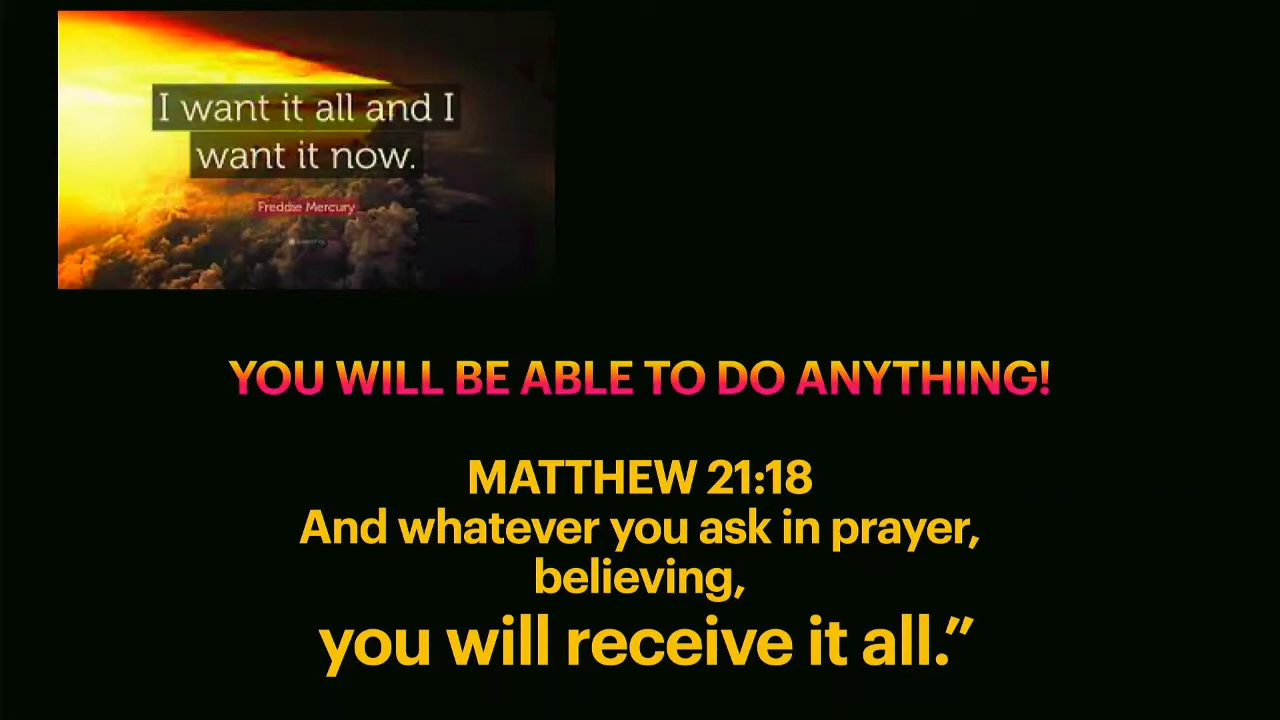 I want it all and I
want it now.
Freddie Mercury
YOU WILL BE ABLE TO DO ANYTHING!
MATTHEW 21:18
And whatever you ask in prayer,
believing,
you will receive it all.”